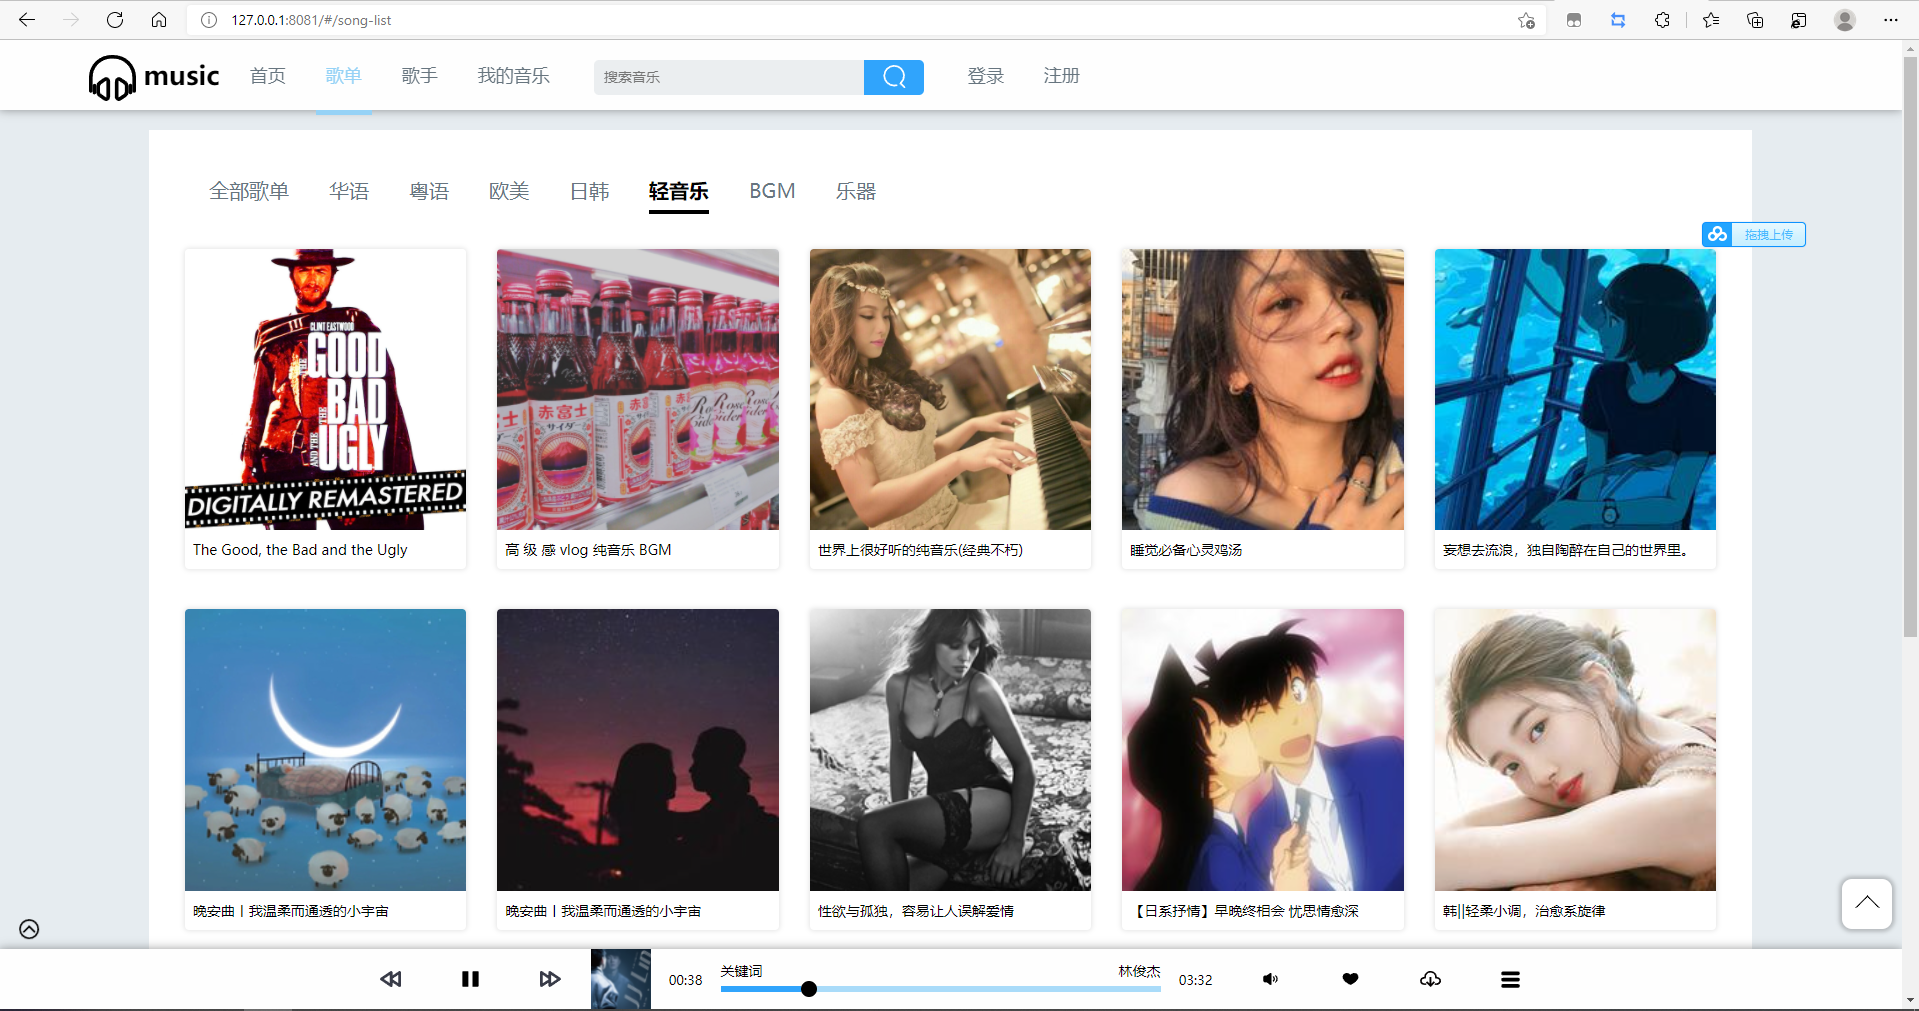 127.0.0.1:8081/#/song-list
music 首页 歌单 歌手 我的音乐 搜索音乐 登录 注册
全部歌单 华语 粤语 欧美 日韩 轻音乐 BGM 乐器
拖拽上传
CLINT EASTWOOD
THE GOOD
THE BAD
AND THE UGLY
DIGITALLY REMASTERED
赤富士
サイダー
Rose
The Good, the Bad and the Ugly
高 级 感 vlog 纯音乐 BGM
世界上很好听的纯音乐(经典不朽)
睡觉必备心灵鸡汤
妄想去流浪，独自陶醉在自己的世界里。
晚安曲丨我温柔而通透的小宇宙
晚安曲丨我温柔而通透的小宇宙
性欲与孤独，容易让人误解爱情
【日系抒情】早晚终相会 忧思情愈深
韩||轻柔小调，治愈系旋律
00:38 关键词 林俊杰 03:32